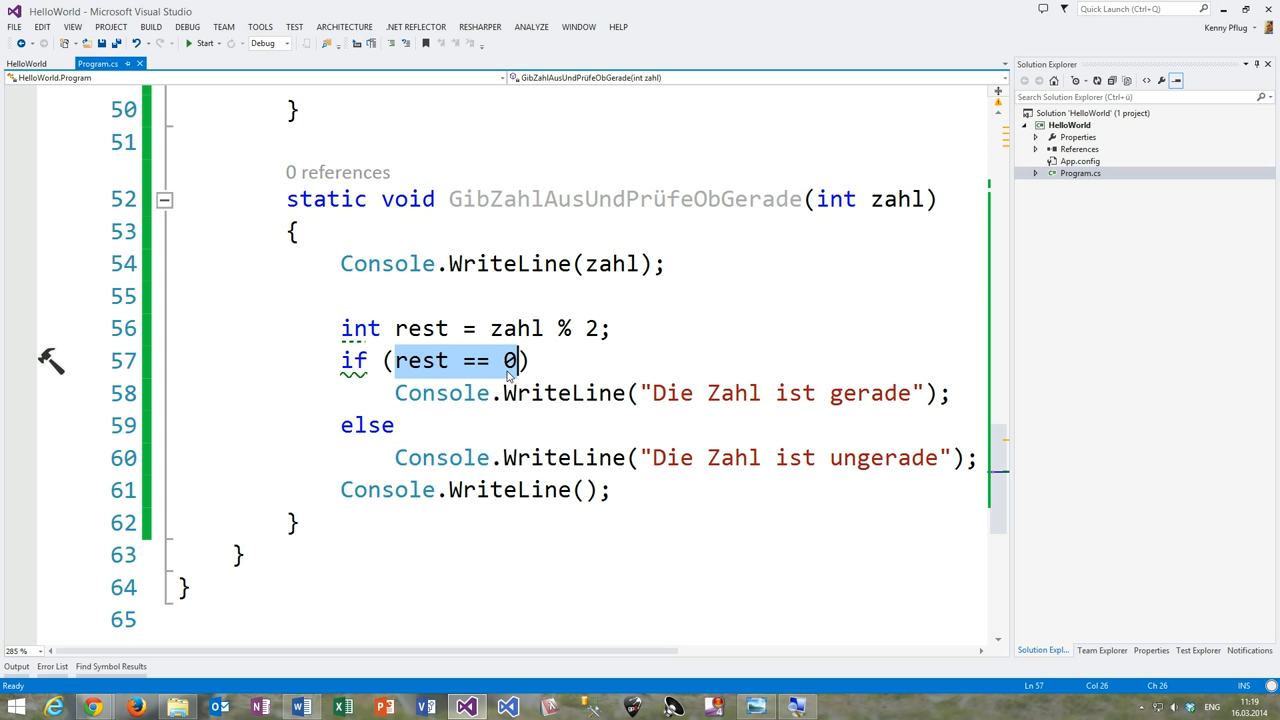 HelloWorld - Microsoft Visual Studio
Quick Launch (Ctrl+Q)
FILE EDIT VIEW PROJECT BUILD DEBUG TEAM TOOLS TEST ARCHITECTURE .NET REFLECTOR RESHARPER ANALYZE WINDOW HELP
Kenny Pflug
Start
Debug
HelloWorld
Program.cs
HelloWorld.Program
GibZahlAusUndPrüfeObGerade(int zahl)
50 }
51
0 references
52 static void GibZahlAusUndPrüfeObGerade(int zahl)
53 {
54 Console.WriteLine(zahl);
55
56 int rest = zahl % 2;
57 if (rest == 0)
58 Console.WriteLine("Die Zahl ist gerade");
59 else
60 Console.WriteLine("Die Zahl ist ungerade");
61 Console.WriteLine();
62 }
63 }
64 }
65
285 %
Solution Explorer
Search Solution Explorer (Ctrl+ü)
Solution 'HelloWorld' (1 project)
HelloWorld
Properties
References
App.config
Program.cs
Solution Expl... Team Explorer Properties Test Explorer Notifications
Output Error List Find Symbol Results
Ready
Ln 57 Col 26 Ch 26 INS
ENG
11:19
16.03.2014